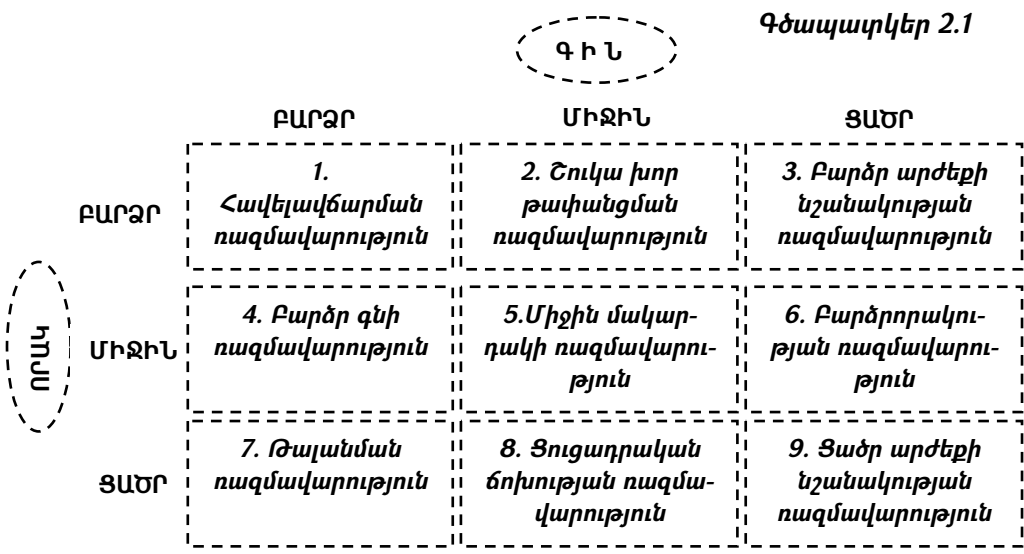 Գծապատկեր 2.1
Գ Ի Ն
ԲԱՐՁՐ ՄԻՋԻՆ ՑԱԾՐ
ԲԱՐՁՐ
1.
Հավելավճարման
ռազմավարություն
2. Շուկա խոր
թափանցման
ռազմավարություն
3. Բարձր արժեքի
նշանակության
ռազմավարություն
ՈՐԱԿ
ՄԻՋԻՆ
4. Բարձր գնի
ռազմավարություն
5.Միջին մակար-
դակի ռազմավարու-
թյուն
6. Բարձրորակու-
թյան ռազմավարու-
թյուն
ՑԱԾՐ
7. Թալանման
ռազմավարություն
8. Ցուցադրական
ճոխության ռազմա-
վարություն
9. Ցածր արժեքի
նշանակության
ռազմավարություն